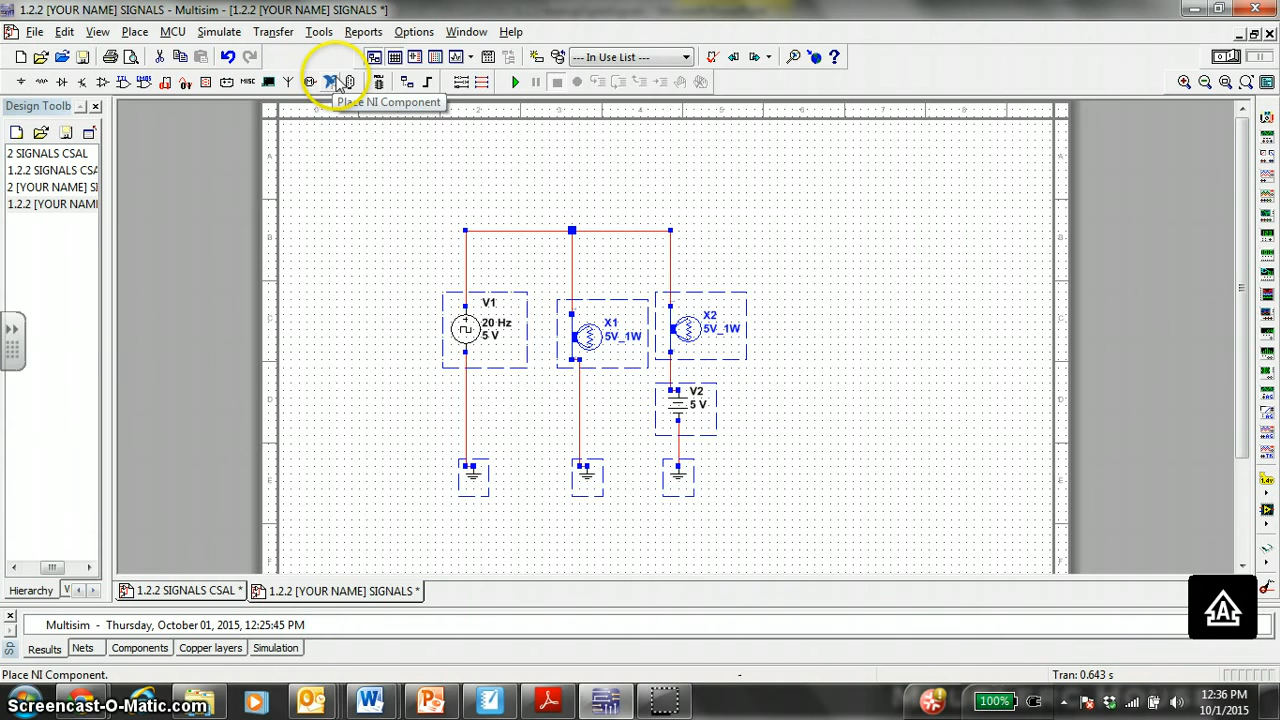 1.2.2 [YOUR NAME] SIGNALS - Multisim - [1.2.2 [YOUR NAME] SIGNALS *]
File Edit View Place MCU Simulate Transfer Tools Reports Options Window Help
--- In Use List ---
MISC
Place NI Component
Design Toolb
2 SIGNALS CSAL
1.2.2 SIGNALS CSA
2 [YOUR NAME] SI
1.2.2 [YOUR NAM
2 4 5
A A
B B
D D
E E
V1
20 Hz
5 V
X1
5V_1W
X2
5V_1W
V2
5 V
Hierarchy V
1.2.2 SIGNALS CSAL * 1.2.2 [YOUR NAME] SIGNALS *
Multisim - Thursday, October 01, 2015, 12:25:45 PM
Results Nets Components Copper layers Simulation
Place NI Component. - Tran: 0.643 s
Screencast-O-Matic.com
100%
12:36 PM
10/1/2015